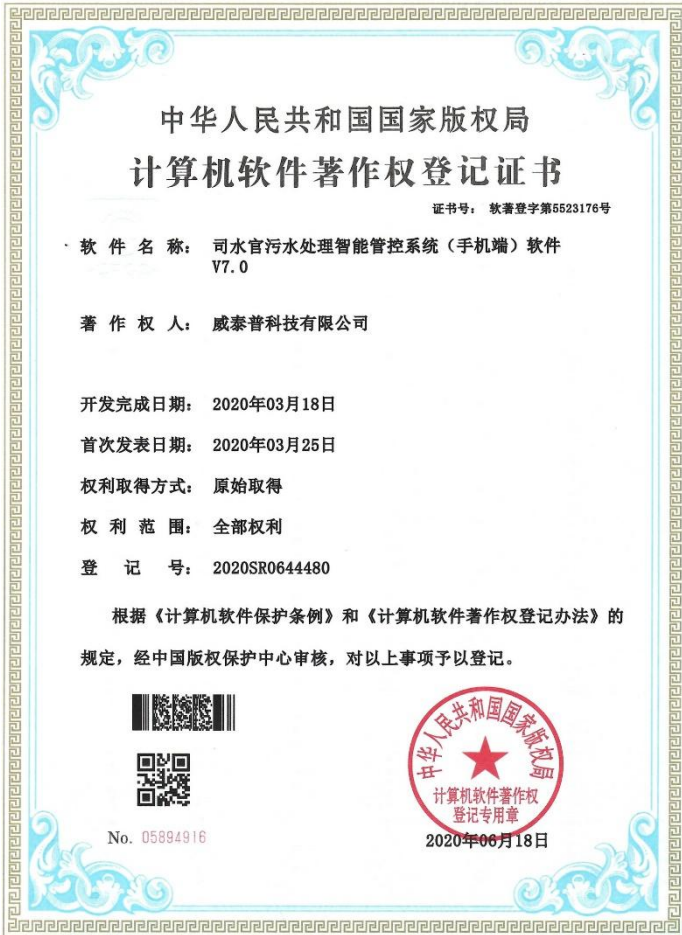 中华人民共和国国家版权局
计算机软件著作权登记证书
证书号： 软著登字第5523176号
软件名称： 司水官污水处理智能管控系统（手机端）软件
V7.0
著作权人： 威泰普科技有限公司
开发完成日期： 2020年03月18日
首次发表日期： 2020年03月25日
权利取得方式： 原始取得
权利范围： 全部权利
登记号： 2020SR0644480
根据《计算机软件保护条例》和《计算机软件著作权登记办法》的
规定，经中国版权保护中心审核，对以上事项予以登记。
中华人民共和国国家版权局
计算机软件著作权
登记专用章
No. 05894916
2020年06月18日